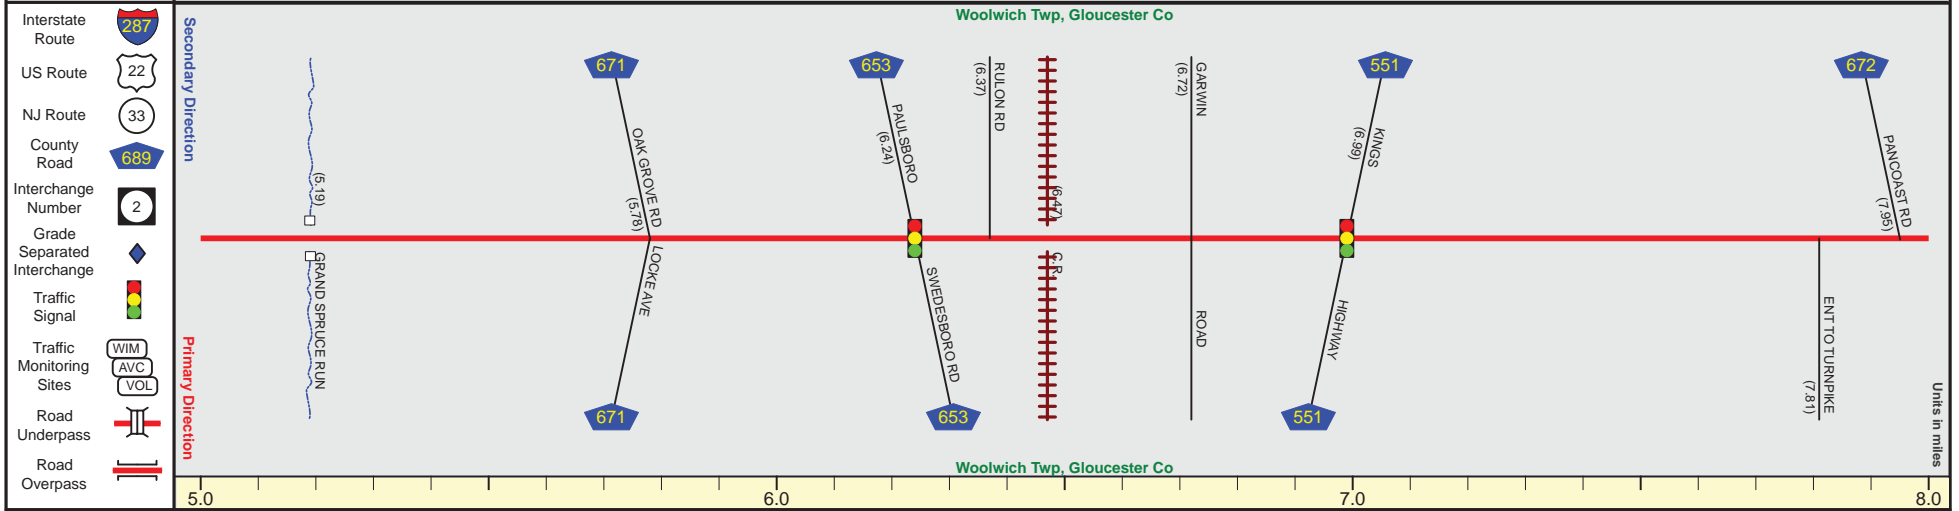 Interstate
Route
287
US Route
22
NJ Route
33
County
Road
689
Interchange
Number
2
Grade
Separated
Interchange
Traffic
Signal
Traffic
Monitoring
Sites
WIM
AVC
VOL
Road
Underpass
Road
Overpass
Secondary Direction
Primary Direction
Woolwich Twp, Gloucester Co
(5.19)
GRAND SPRUCE RUN
671
OAK GROVE RD
(5.78)
LOCKE AVE
671
653
PAULSBORO
(6.24)
SWEDESBORO RD
653
RULON RD
(6.37)
(6.47)
C.R.
GARWIN
(6.72)
ROAD
551
KINGS
(6.99)
HIGHWAY
551
672
PANCOAST RD
(7.95)
ENT TO TURNPIKE
(7.81)
Units in miles
Woolwich Twp, Gloucester Co
5.0 6.0 7.0 8.0